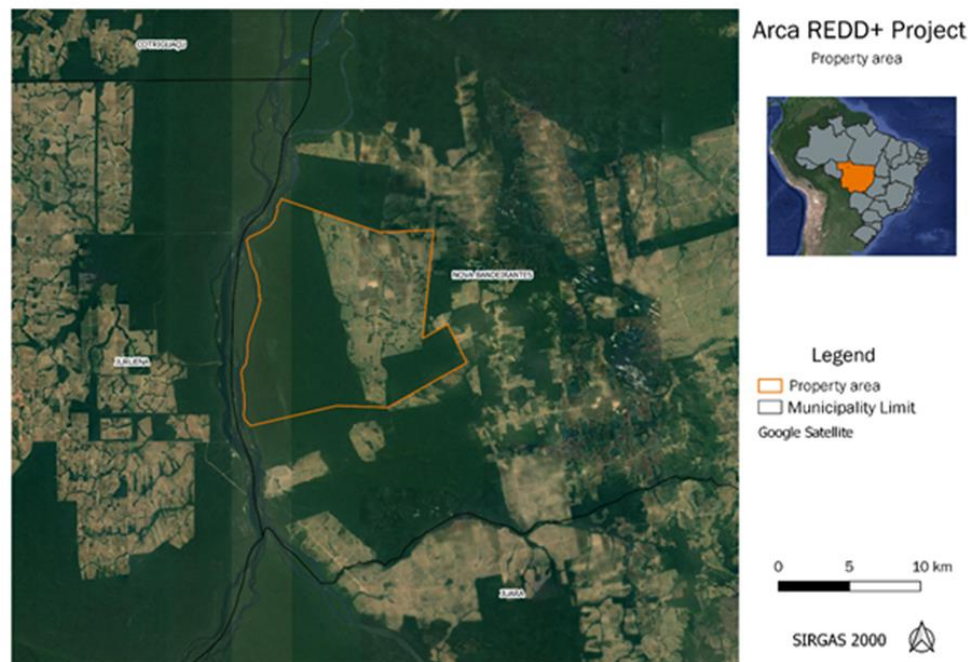 Arca REDD+ Project
Property area
COTRIGUAÇU
NOVA BANDEIRANTES
JURUENA
JUARA
Legend
Property area
Municipality Limit
Google Satellite
0 5 10 km
SIRGAS 2000